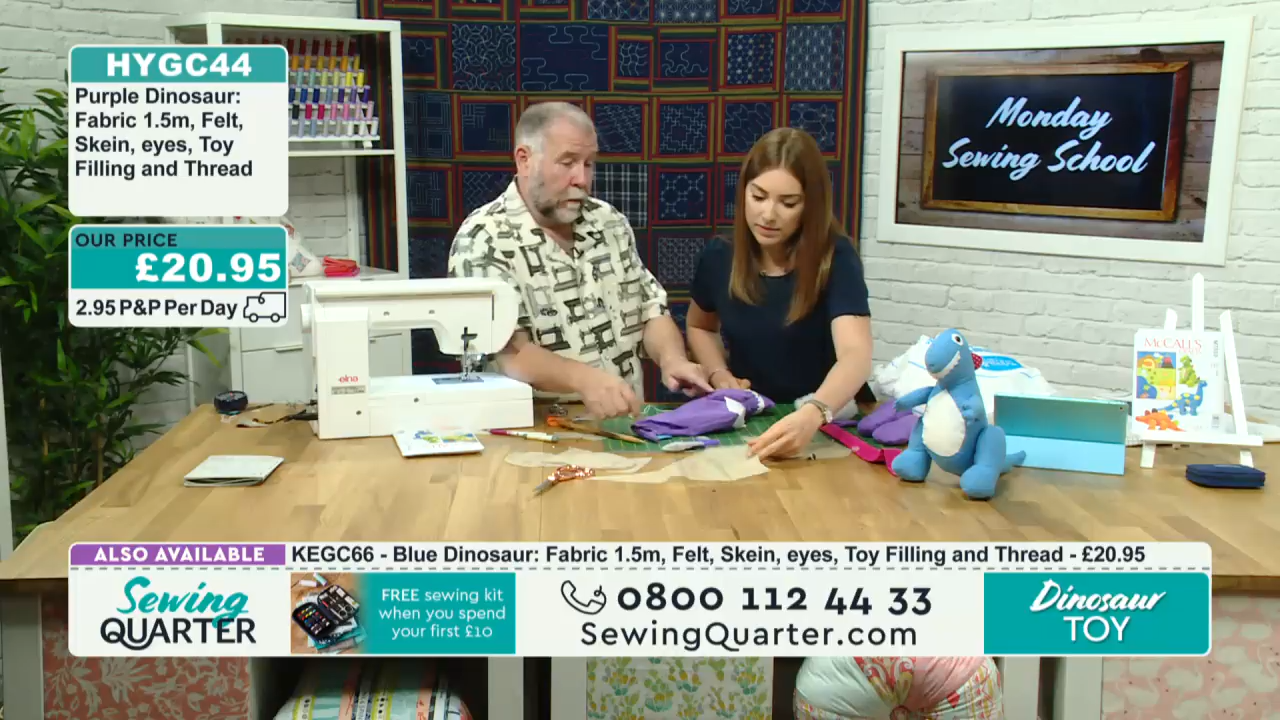 HYGC44
Purple Dinosaur:
Fabric 1.5m, Felt,
Skein, eyes, Toy
Filling and Thread
OUR PRICE
£20.95
2.95 P&P Per Day
Monday
Sewing School
elna
McCALL'S
ALSO AVAILABLE
KEGC66 - Blue Dinosaur: Fabric 1.5m, Felt, Skein, eyes, Toy Filling and Thread - £20.95
Sewing
QUARTER
FREE sewing kit
when you spend
your first £10
0800 112 44 33
SewingQuarter.com
Dinosaur
TOY